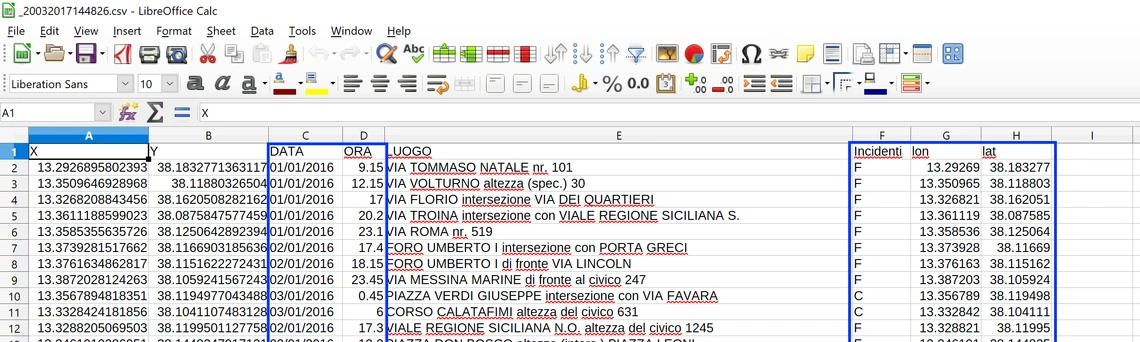 _20032017144826.csv - LibreOffice Calc
File Edit View Insert Format Sheet Data Tools Window Help
Abc
Liberation Sans 10 a a a a % 0.0
A1 X
A B C D E F G H I
1 X Y DATA ORA LUOGO Incidenti lon lat
2 13.2926895802393 38.1832771363117 01/01/2016 9.15 VIA TOMMASO NATALE nr. 101 F 13.29269 38.183277
3 13.3509646928968 38.11880326504 01/01/2016 12.15 VIA VOLTURNO altezza (spec.) 30 F 13.350965 38.118803
4 13.3268208843456 38.1620508282162 01/01/2016 17 VIA FLORIO intersezione VIA DEI QUARTIERI F 13.326821 38.162051
5 13.3611188599023 38.0875847577459 01/01/2016 20.2 VIA TROINA intersezione con VIALE REGIONE SICILIANA S. F 13.361119 38.087585
6 13.3585355635726 38.1250642892394 01/01/2016 23.1 VIA ROMA nr. 519 F 13.358536 38.125064
7 13.3739281517662 38.1166903185636 02/01/2016 17.4 FORO UMBERTO I intersezione con PORTA GRECI F 13.373928 38.11669
8 13.3761634862817 38.1151622272431 02/01/2016 18.15 FORO UMBERTO I di fronte VIA LINCOLN F 13.376163 38.115162
9 13.3872028124268 38.1059241567243 02/01/2016 23.45 VIA MESSINA MARINE di fronte al civico 247 F 13.387203 38.105924
10 13.3567894818351 38.1194977043488 03/01/2016 0.45 PIAZZA VERDI GIUSEPPE intersezione con VIA FAVARA C 13.356789 38.119498
11 13.3328424181856 38.1041107483128 03/01/2016 6 CORSO CALATAFIMI altezza del civico 631 C 13.332842 38.104111
12 13.3288205069503 38.1199501127758 02/01/2016 17.3 VIALE REGIONE SICILIANA N.O. altezza del civico 1245 F 13.328821 38.11995